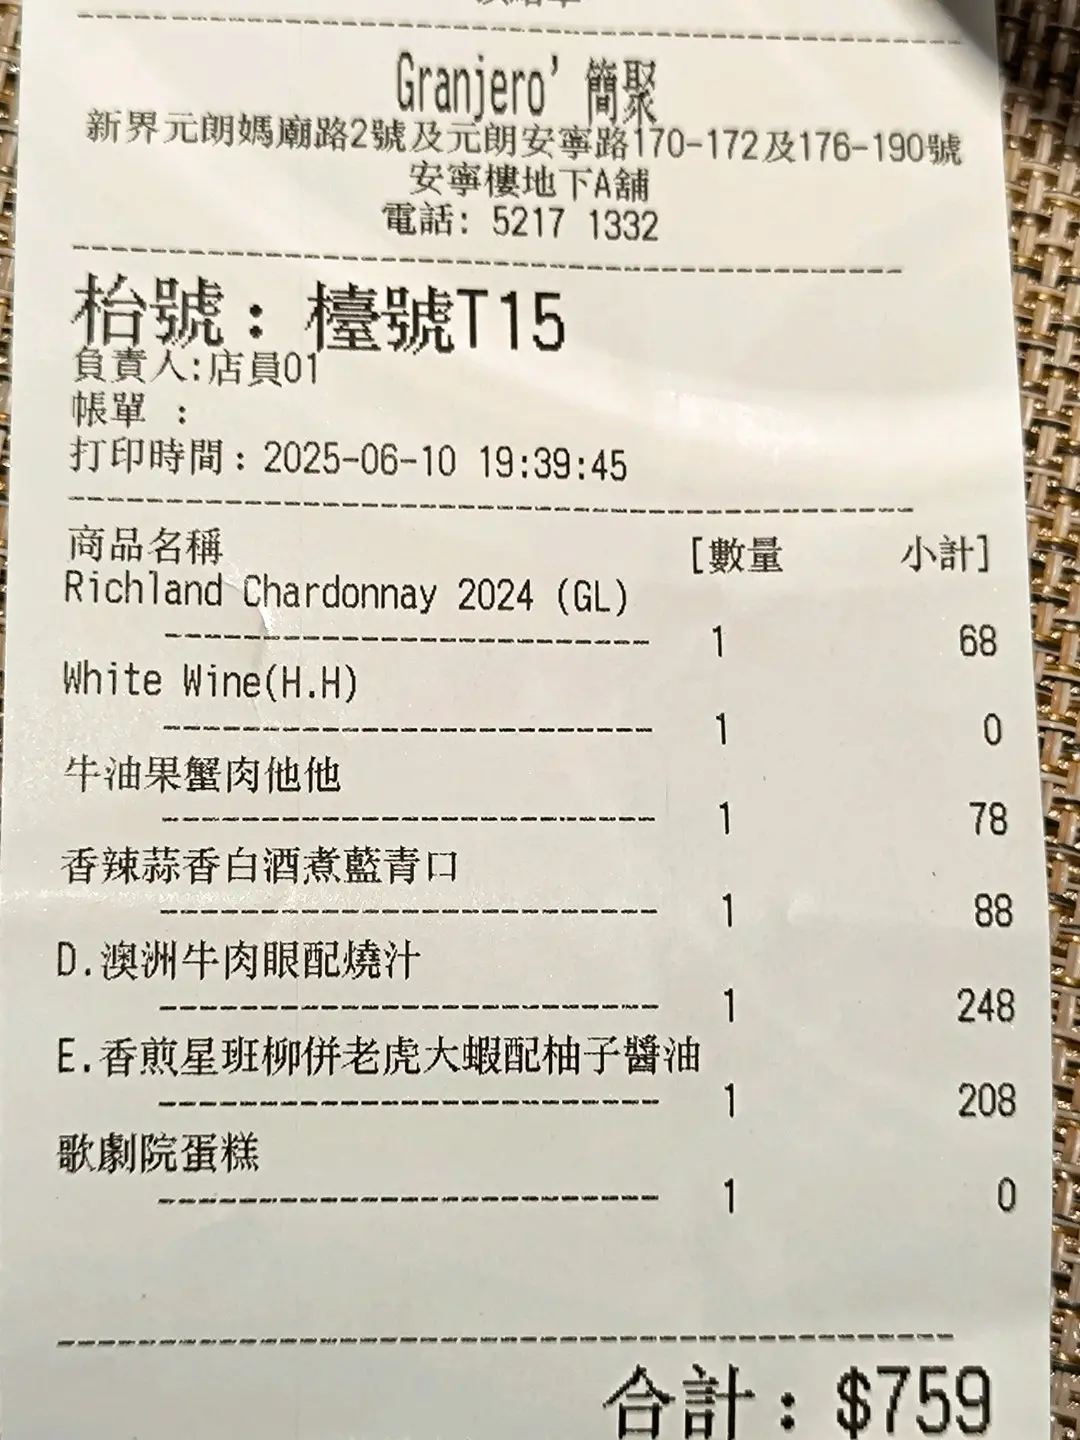 Granjero' 簡聚
新界元朗媽廟路2號及元朗安寧路170-172及176-190號
安寧樓地下A舖
電話: 5217 1332
枱號: 檯號T15
負責人:店員01
帳單 :
打印時間: 2025-06-10 19:39:45
商品名稱 [數量 小計]
Richland Chardonnay 2024 (GL)
1 68
White Wine(H.H)
1 0
牛油果蟹肉他他
1 78
香辣蒜香白酒煮藍青口
1 88
D.澳洲牛肉眼配燒汁
1 248
E.香煎星班柳併老虎大蝦配柚子醬油
1 208
歌劇院蛋糕
1 0
合計: $759